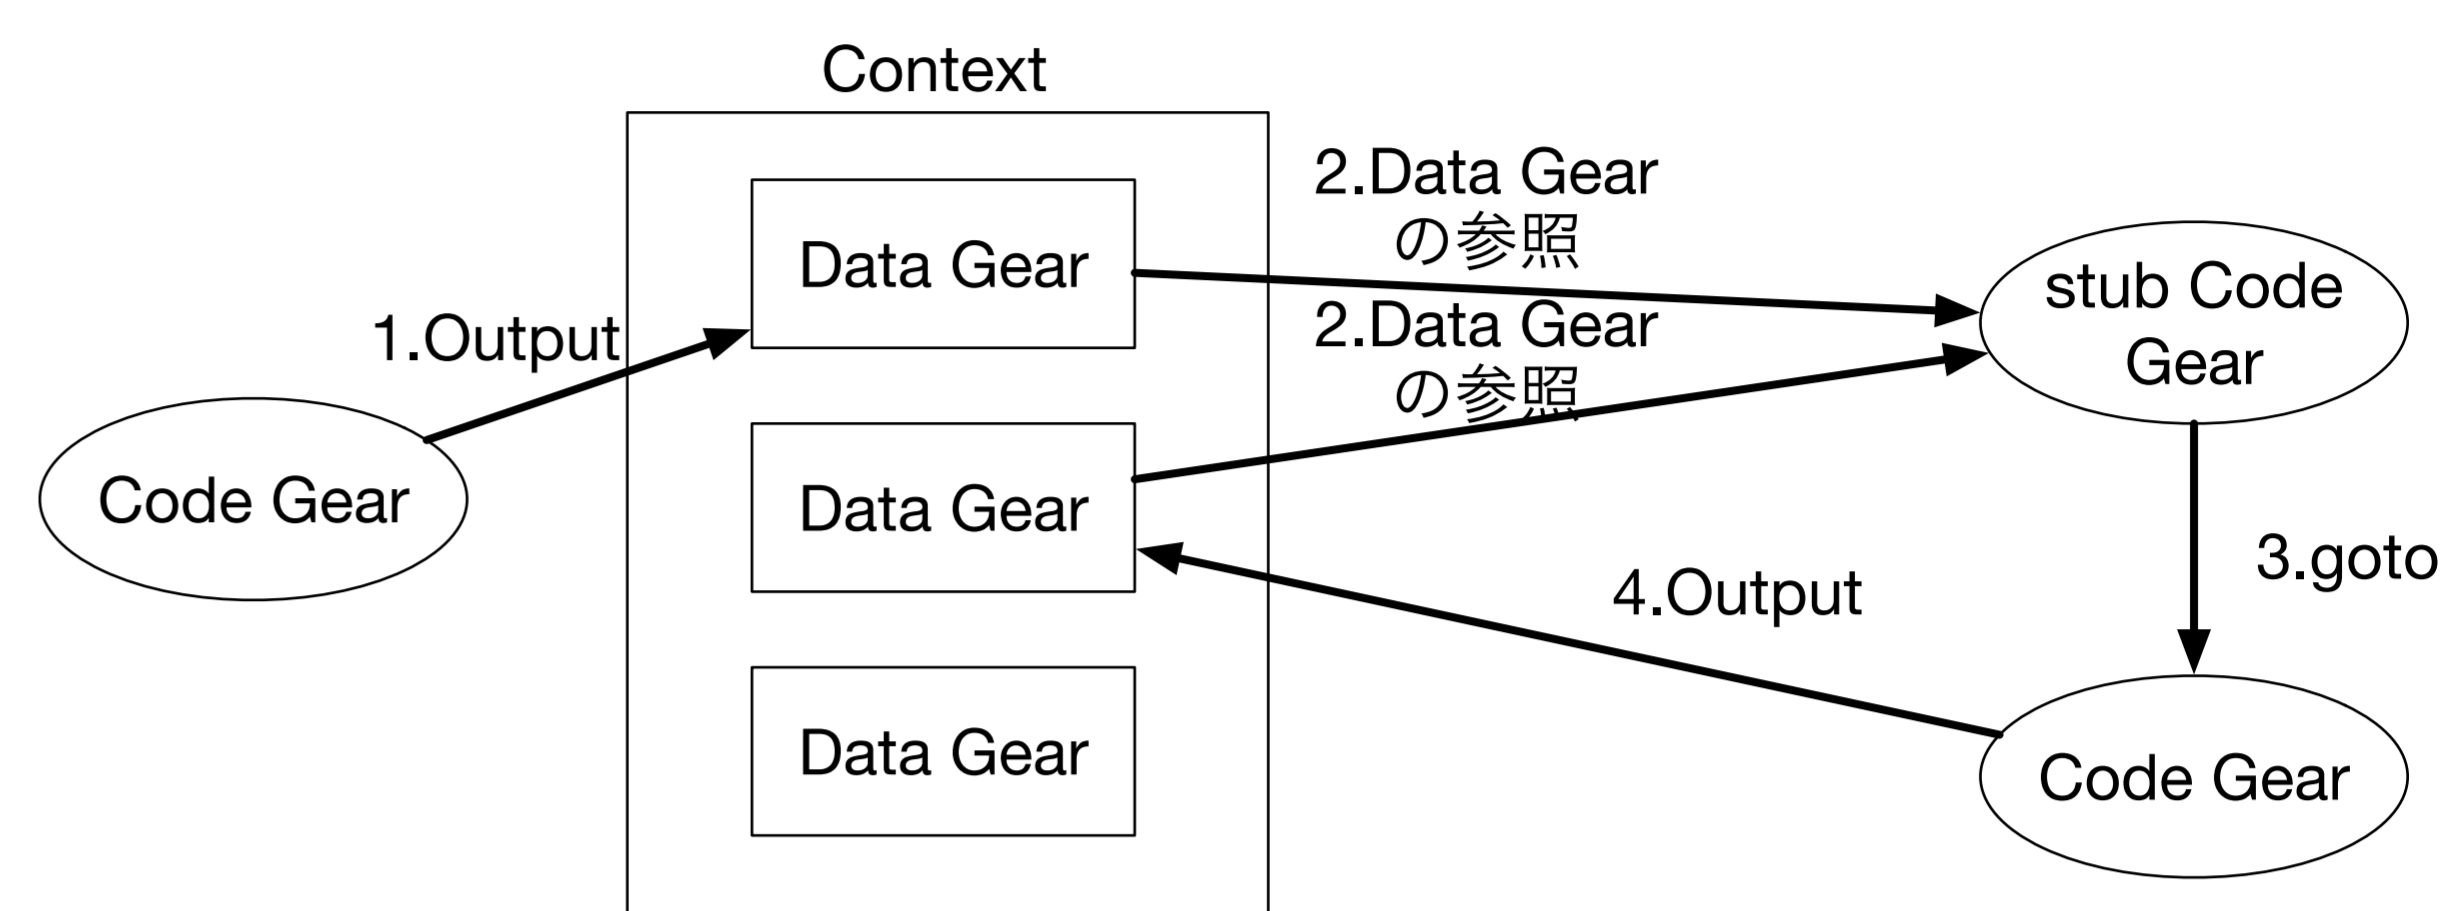 Context
Data Gear
1.Output
Code Gear
Data Gear
Data Gear
2.Data Gear
の参照
2.Data Gear
の参照
stub Code
Gear
3.goto
4.Output
Code Gear